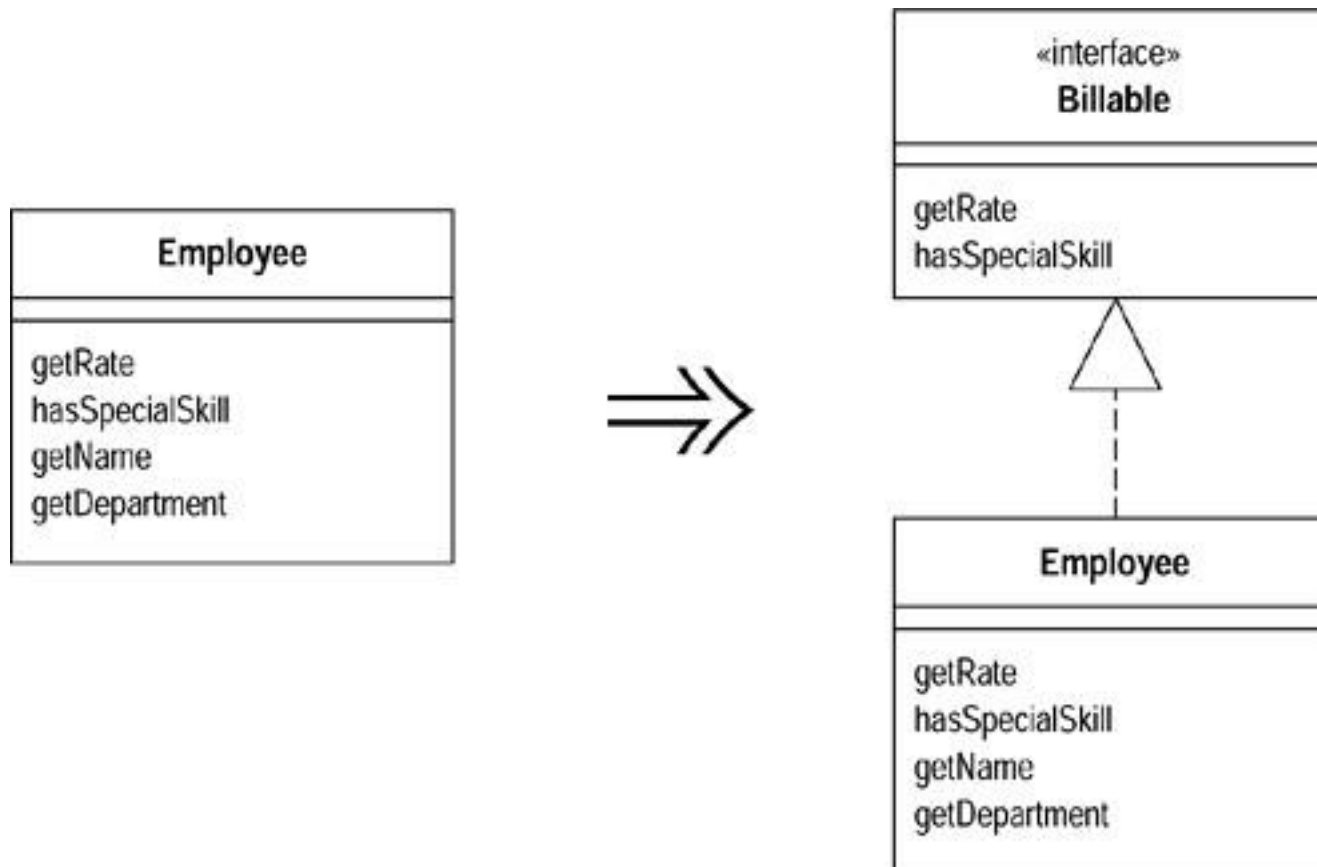 Employee
getRate
hasSpecialSkill
getName
getDepartment
«interface»
Billable
getRate
hasSpecialSkill
Employee
getRate
hasSpecialSkill
getName
getDepartment